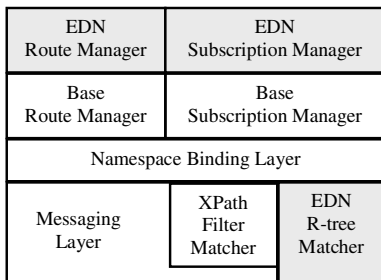 EDN
Route Manager
EDN
Subscription Manager
Base
Route Manager
Base
Subscription Manager
Namespace Binding Layer
Messaging
Layer
XPath
Filter
Matcher
EDN
R-tree
Matcher